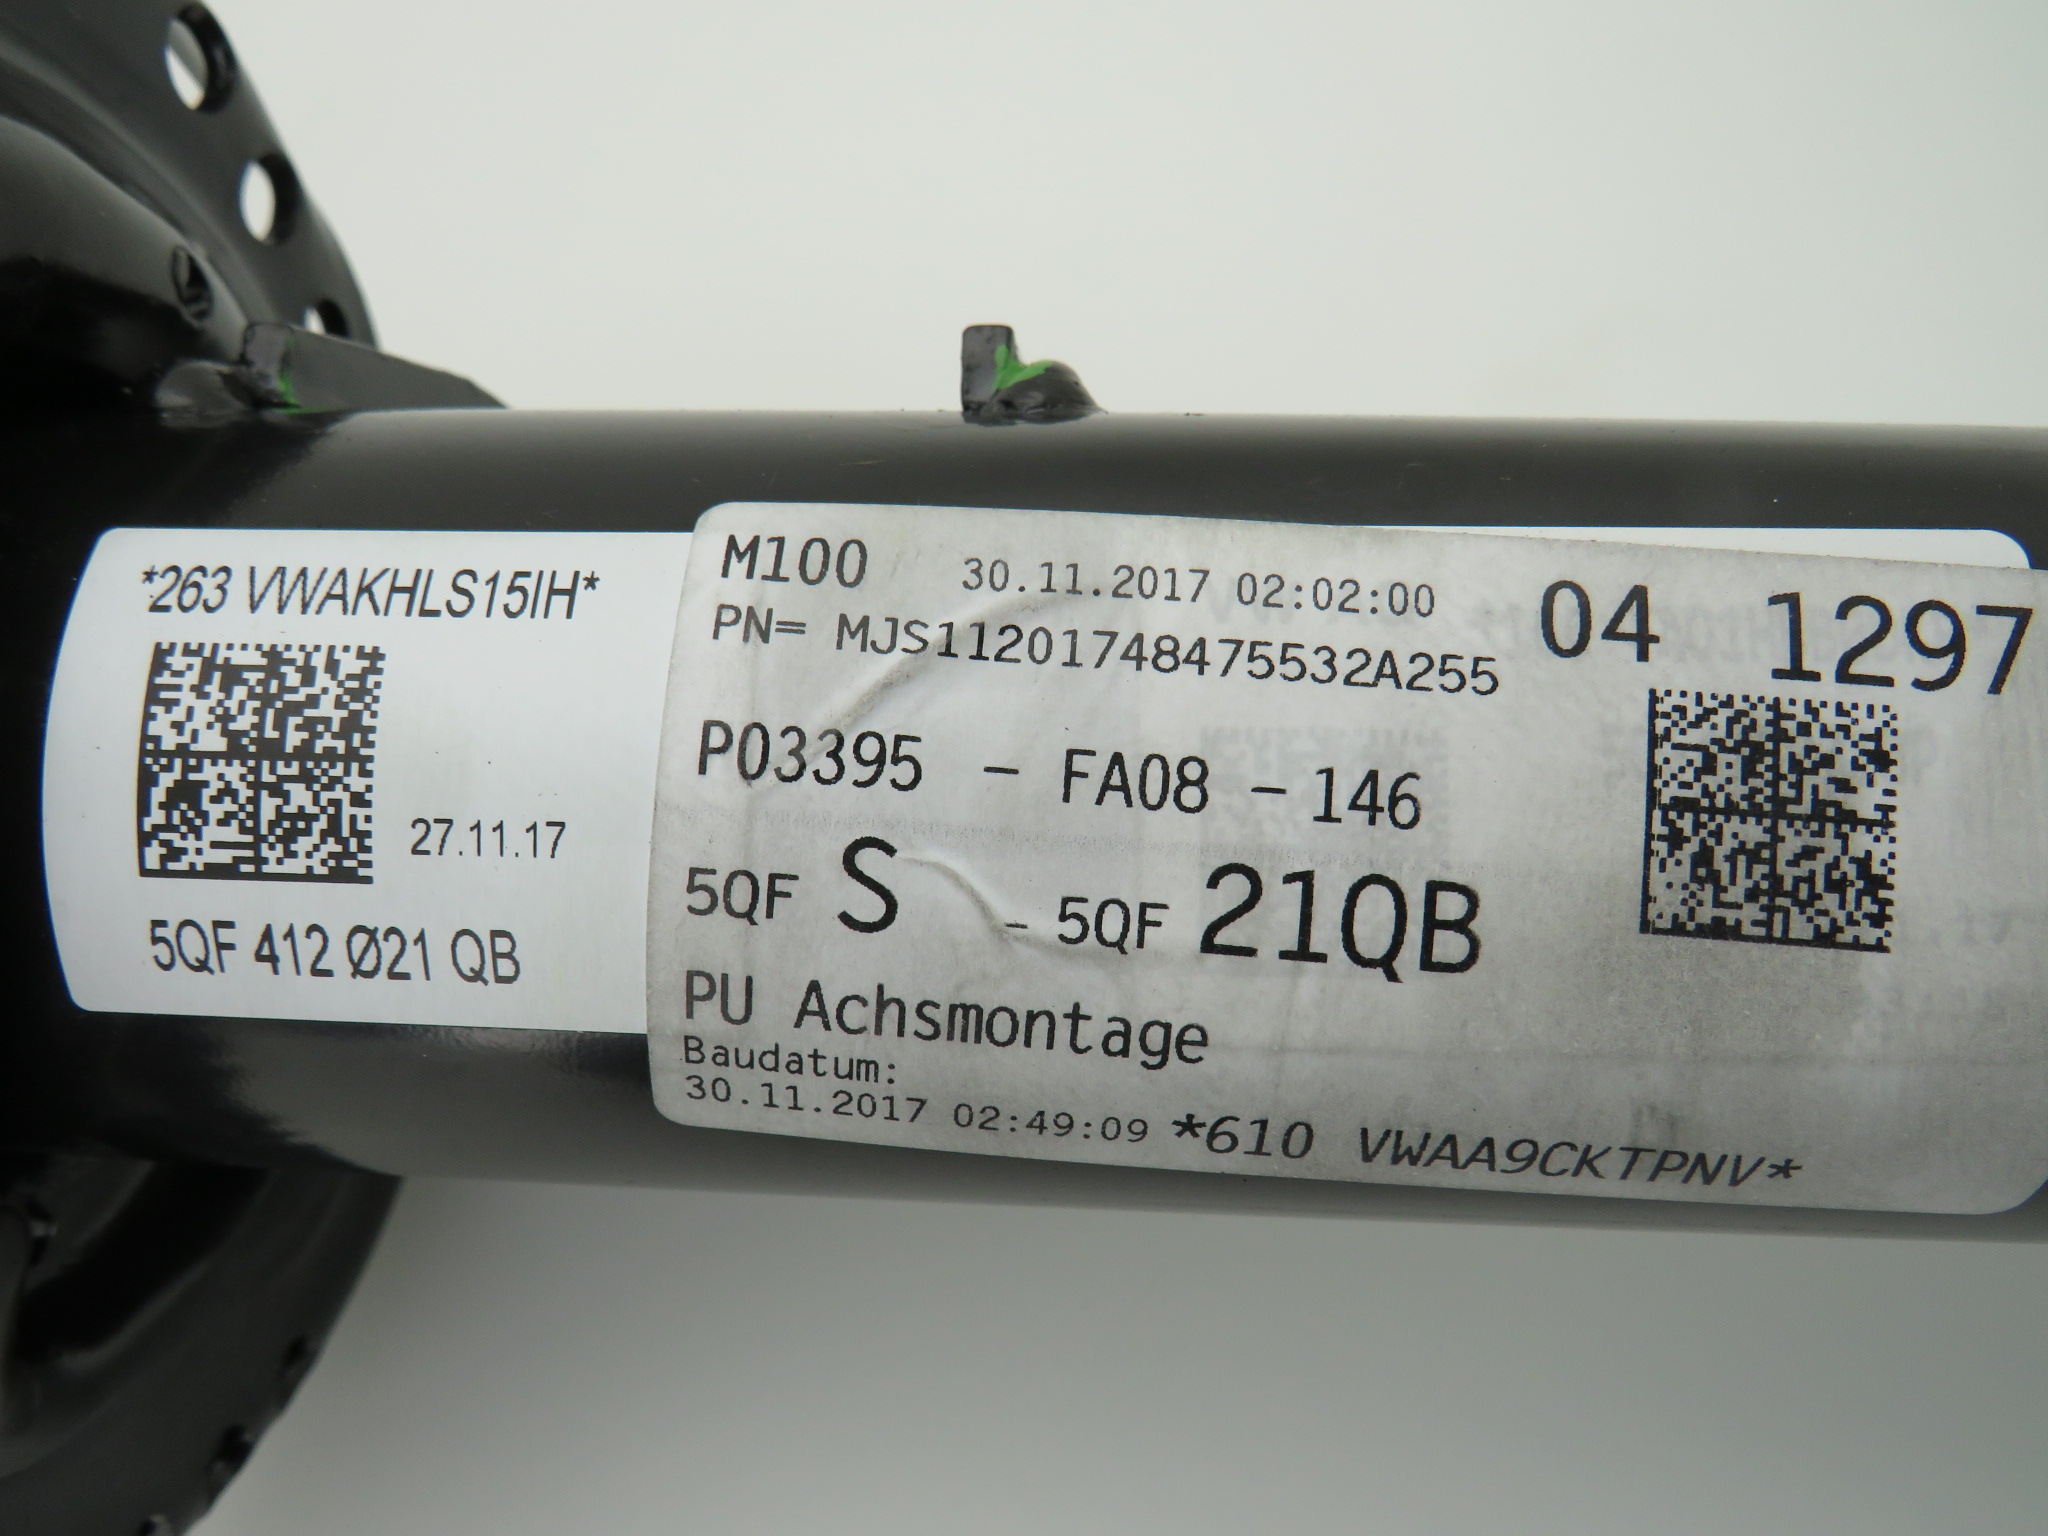 *263 VWAKHLS15IH*
27.11.17
5QF 412 Ø21 QB
M100 30.11.2017 02:02:00 04 1297
PN= MJS11201748475532A255
P03395 - FA08 - 146
5QF S - 5QF 21QB
PU Achsmontage
Baudatum:
30.11.2017 02:49:09 *610 VWAA9CKTPNV*